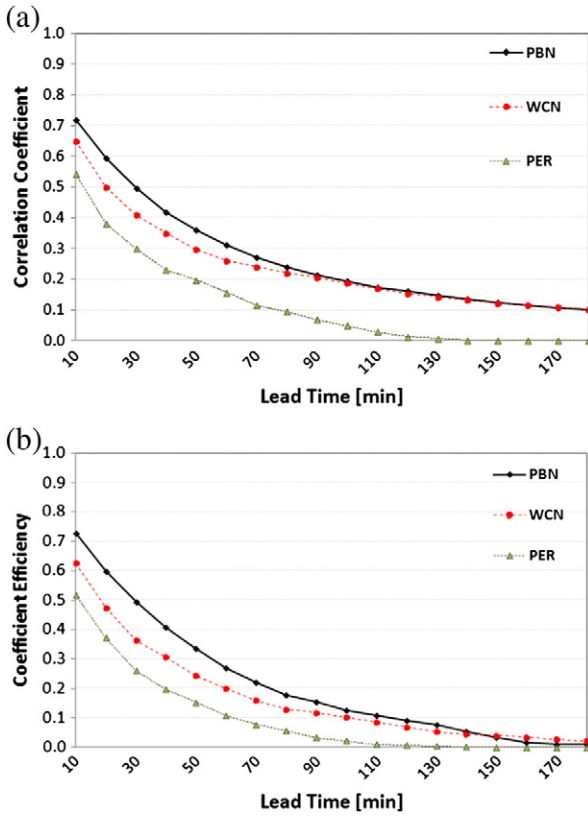 (a)
1.0
0.9
0.8
0.7
0.6
0.5
0.4
0.3
0.2
0.1
0.0
Correlation Coefficient
PBN
WCN
PER
10 30 50 70 90 110 130 150 170
Lead Time [min]
(b)
1.0
0.9
0.8
0.7
0.6
0.5
0.4
0.3
0.2
0.1
0.0
Coefficient Efficiency
PBN
WCN
PER
10 30 50 70 90 110 130 150 170
Lead Time [min]